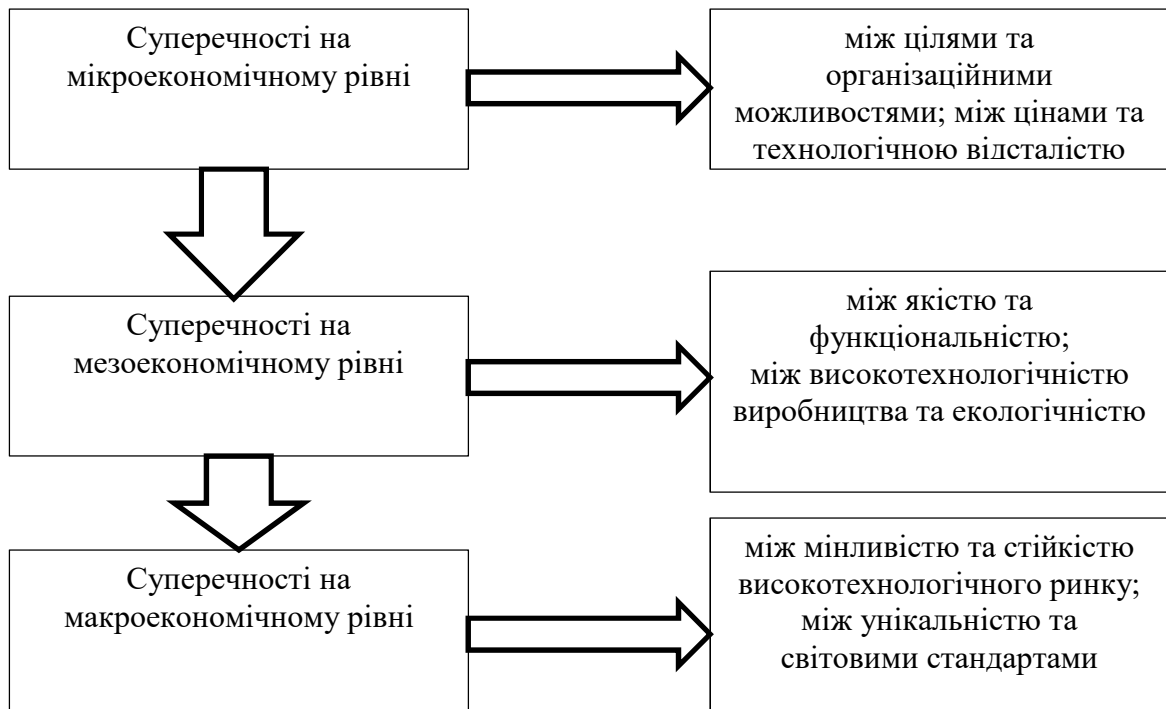 Суперечності на
мікроекономічному рівні
між цілями та
організаційними
можливостями; між цінами та
технологічною відсталістю
Суперечності на
мезоекономічному рівні
між якістю та
функціональністю;
між високотехнологічністю
виробництва та екологічністю
Суперечності на
макроекономічному рівні
між мінливістю та стійкістю
високотехнологічного ринку;
між унікальністю та
світовими стандартами